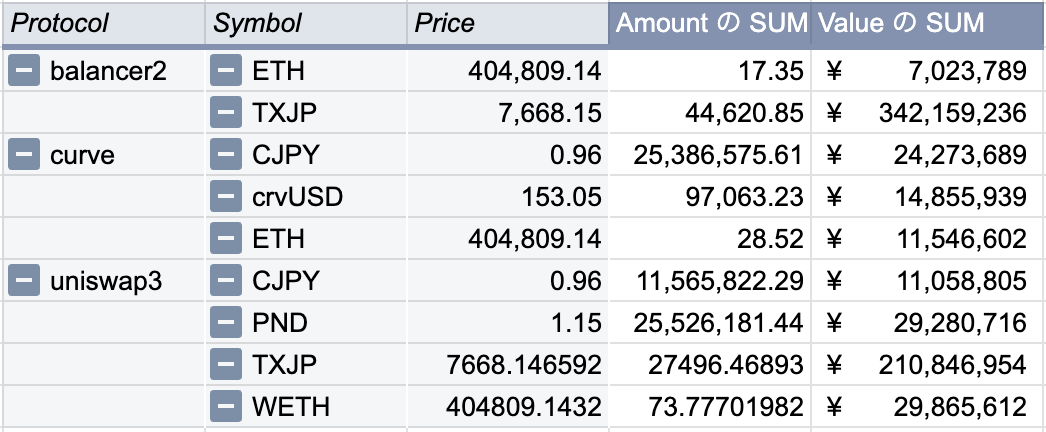 Protocol Symbol Price Amount の SUM Value の SUM
balancer2 ETH 404,809.14 17.35 ¥ 7,023,789
TXJP 7,668.15 44,620.85 ¥ 342,159,236
curve CJPY 0.96 25,386,575.61 ¥ 24,273,689
crvUSD 153.05 97,063.23 ¥ 14,855,939
ETH 404,809.14 28.52 ¥ 11,546,602
uniswap3 CJPY 0.96 11,565,822.29 ¥ 11,058,805
PND 1.15 25,526,181.44 ¥ 29,280,716
TXJP 7668.146592 27496.46893 ¥ 210,846,954
WETH 404809.1432 73.77701982 ¥ 29,865,612